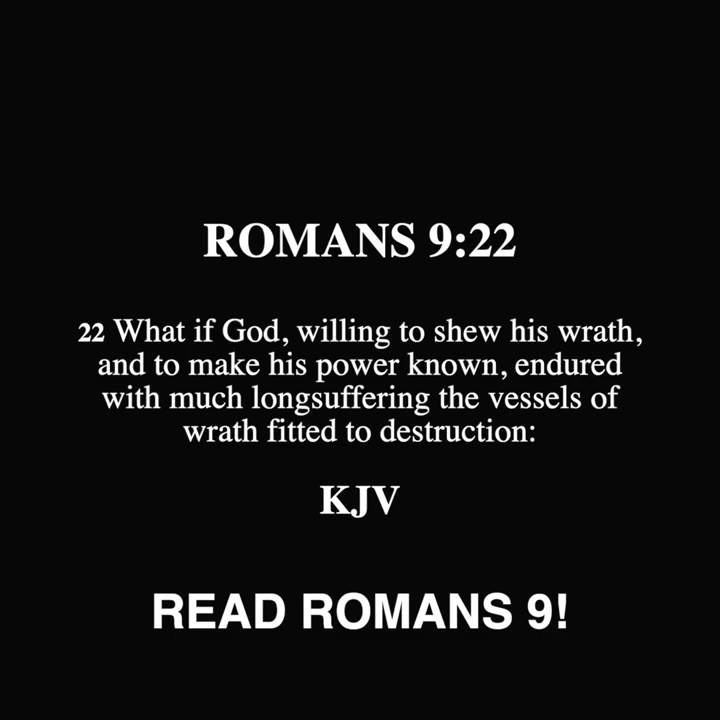 ROMANS 9:22
22 What if God, willing to shew his wrath,
and to make his power known, endured
with much longsuffering the vessels of
wrath fitted to destruction:
KJV
READ ROMANS 9!